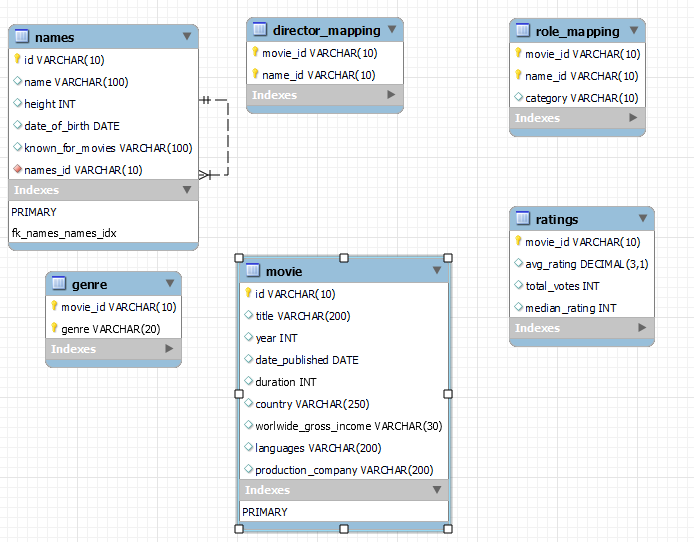 names
id VARCHAR(10)
name VARCHAR(100)
height INT
date_of_birth DATE
known_for_movies VARCHAR(100)
names_id VARCHAR(10)
Indexes
PRIMARY
fk_names_names_idx
director_mapping
movie_id VARCHAR(10)
name_id VARCHAR(10)
Indexes
role_mapping
movie_id VARCHAR(10)
name_id VARCHAR(10)
category VARCHAR(10)
Indexes
genre
movie_id VARCHAR(10)
genre VARCHAR(20)
Indexes
movie
id VARCHAR(10)
title VARCHAR(200)
year INT
date_published DATE
duration INT
country VARCHAR(250)
worlwide_gross_income VARCHAR(30)
languages VARCHAR(200)
production_company VARCHAR(200)
Indexes
PRIMARY
ratings
movie_id VARCHAR(10)
avg_rating DECIMAL(3,1)
total_votes INT
median_rating INT
Indexes